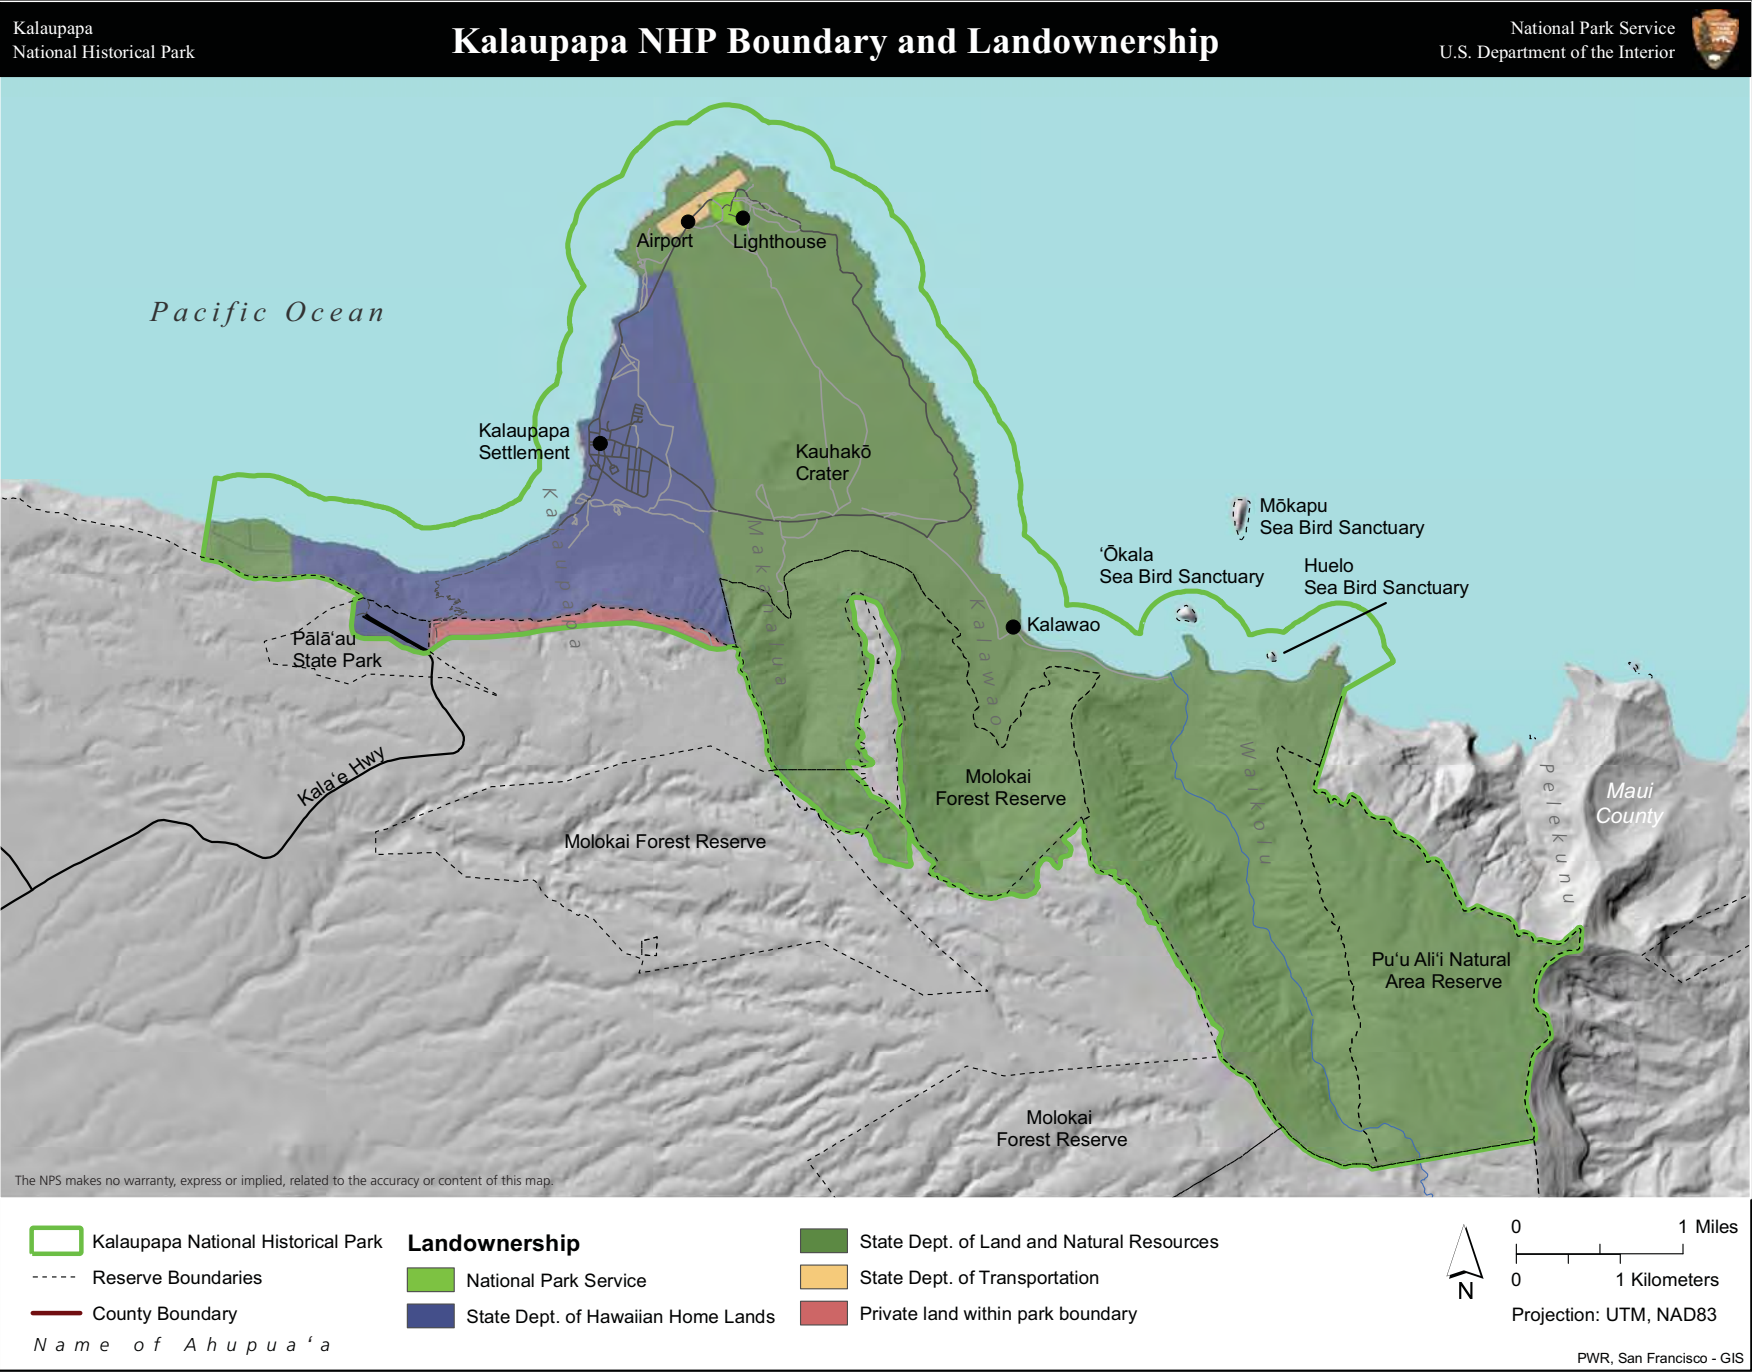 Kalaupapa
National Historical Park
Kalaupapa NHP Boundary and Landownership
National Park Service
U.S. Department of the Interior
Pacific Ocean
Airport
Lighthouse
Kalaupapa
Settlement
Kauhakō
Crater
Mōkapu
Sea Bird Sanctuary
ʻŌkala
Sea Bird Sanctuary
Huelo
Sea Bird Sanctuary
Kalaupapa
Makanalua
Kalawao
Kalawao
Pālāʻau
State Park
Kalaʻe Hwy
Waikolu
Pelekunu
Maui
County
Molokai
Forest Reserve
Molokai Forest Reserve
Puʻu Aliʻi Natural
Area Reserve
Molokai
Forest Reserve
The NPS makes no warranty, express or implied, related to the accuracy or content of this map.
Kalaupapa National Historical Park
Reserve Boundaries
County Boundary
Name of Ahupuaʻa
Landownership
National Park Service
State Dept. of Hawaiian Home Lands
State Dept. of Land and Natural Resources
State Dept. of Transportation
Private land within park boundary
N
0 1 Miles
0 1 Kilometers
Projection: UTM, NAD83
PWR, San Francisco - GIS